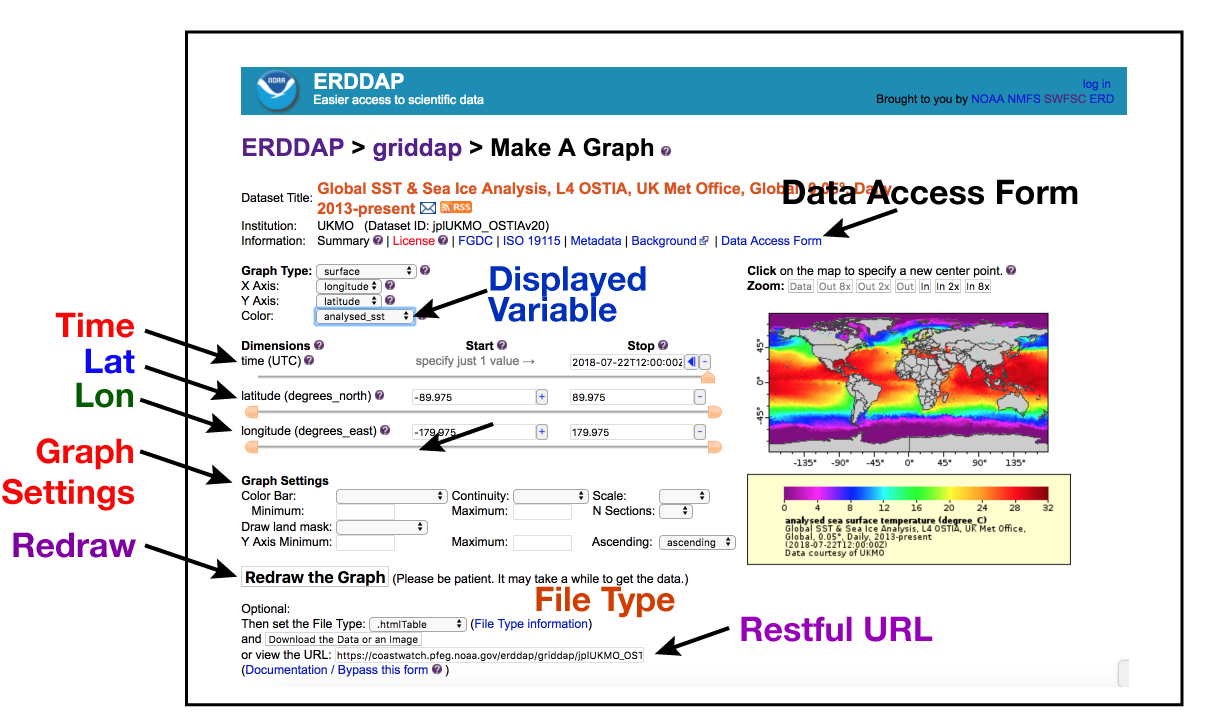 NOAA
ERDDAP
Easier access to scientific data
log in
Brought to you by NOAA NMFS SWFSC ERD
ERDDAP > griddap > Make A Graph ?
Dataset Title: Global SST & Sea Ice Analysis, L4 OSTIA, UK Met Office, Global, 0.05°, Daily,
2013-present RSS
Data Access Form
Institution: UKMO (Dataset ID: jplUKMO_OSTIAv20)
Information: Summary ? | License ? | FGDC | ISO 19115 | Metadata | Background | Data Access Form
Graph Type: surface ?
X Axis: longitude ?
Y Axis: latitude ?
Color: analysed_sst ?
Displayed
Variable
Click on the map to specify a new center point. ?
Zoom: Data Out 8x Out 2x Out In In 2x In 8x
Time
Lat
Lon
Dimensions ? Start ? Stop ?
time (UTC) ? specify just 1 value → 2018-07-22T12:00:00Z -
latitude (degrees_north) ? -89.975 + 89.975 -
longitude (degrees_east) ? -179.975 + 179.975 -
45°
0°
-45°
-135° -90° -45° 0° 45° 90° 135°
Graph
Settings
Graph Settings
Color Bar: Continuity: Scale:
Minimum: Maximum: N Sections:
Draw land mask:
Y Axis Minimum: Maximum: Ascending: ascending
0 4 8 12 16 20 24 28 32
analysed sea surface temperature (degree_C)
Global SST & Sea Ice Analysis, L4 OSTIA, UK Met Office,
Global, 0.05°, Daily, 2013-present
(2018-07-22T12:00:00Z)
Data courtesy of UKMO
Redraw
Redraw the Graph (Please be patient. It may take a while to get the data.)
File Type
Optional:
Then set the File Type: .htmlTable (File Type information)
and Download the Data or an Image
or view the URL: https://coastwatch.pfeg.noaa.gov/erddap/griddap/jplUKMO_OST
(Documentation / Bypass this form ? )
Restful URL